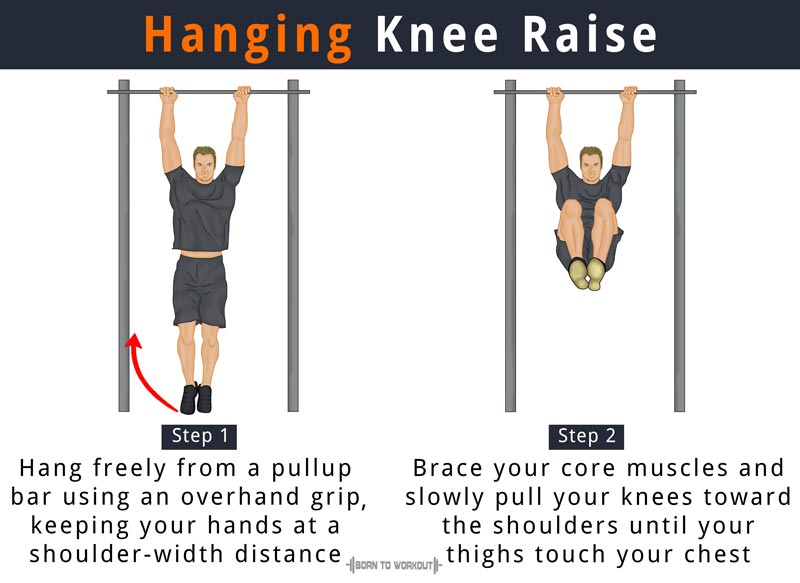 Hanging Knee Raise
Step 1
Hang freely from a pullup
bar using an overhand grip,
keeping your hands at a
shoulder-width distance
Step 2
Brace your core muscles and
slowly pull your knees toward
the shoulders until your
thighs touch your chest
BORN TO WORKOUT